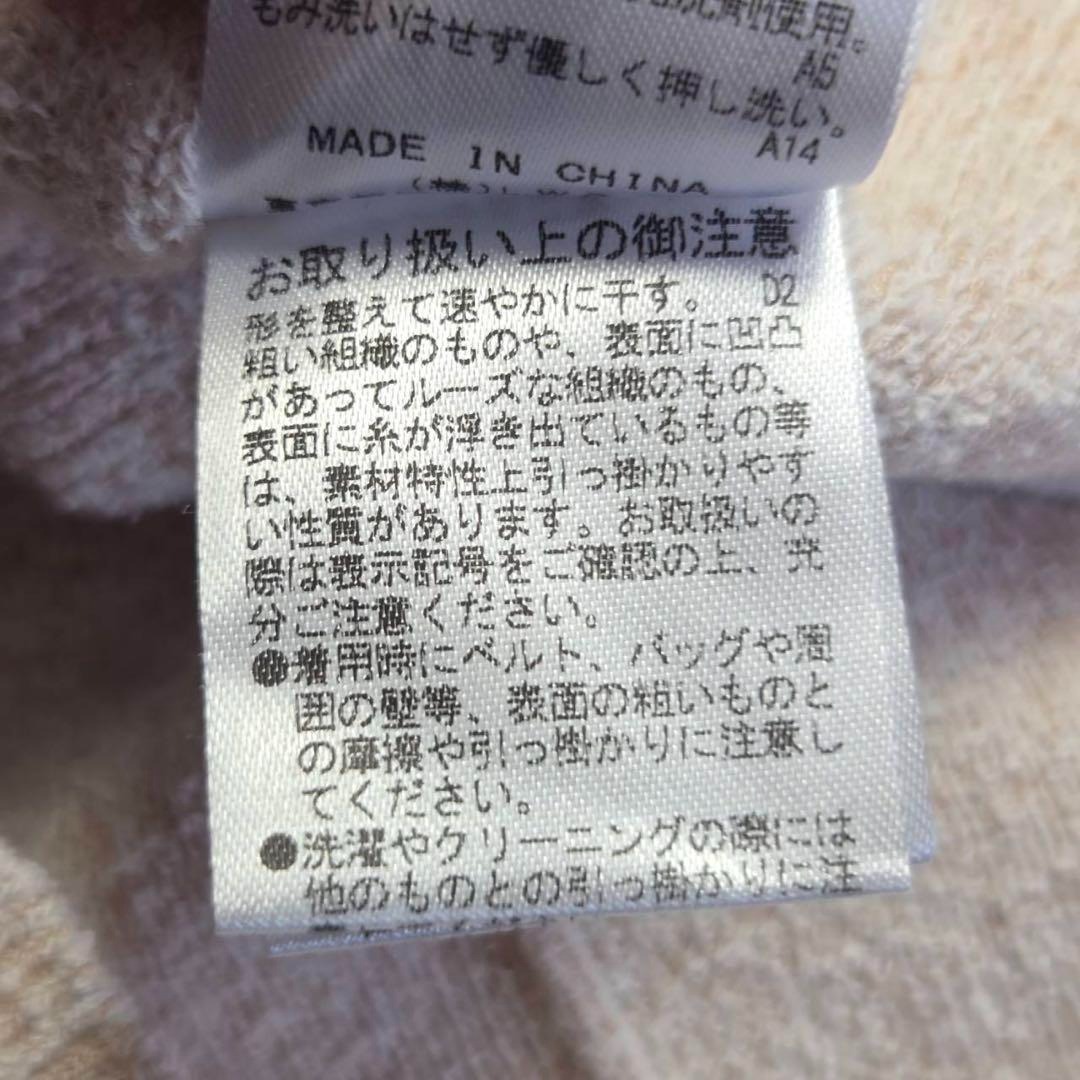 洗剤使用。
A5
もみ洗いはせず優しく押し洗い。
A14
MADE IN CHINA
お取り扱い上の御注意
形を整えて速やかに干す。 D2
粗い組織のものや、表面に凹凸
があってルーズな組織のもの、
表面に糸が浮き出ているもの等
は、素材特性上引っ掛かりやす
い性質があります。お取扱いの
際は表示記号をご確認の上、充
分ご注意ください。
●着用時にベルト、バッグや周
囲の壁等、表面の粗いものと
の摩擦や引っ掛かりに注意し
てください。
●洗濯やクリーニングの際には
他のものとの引っ掛かりに注